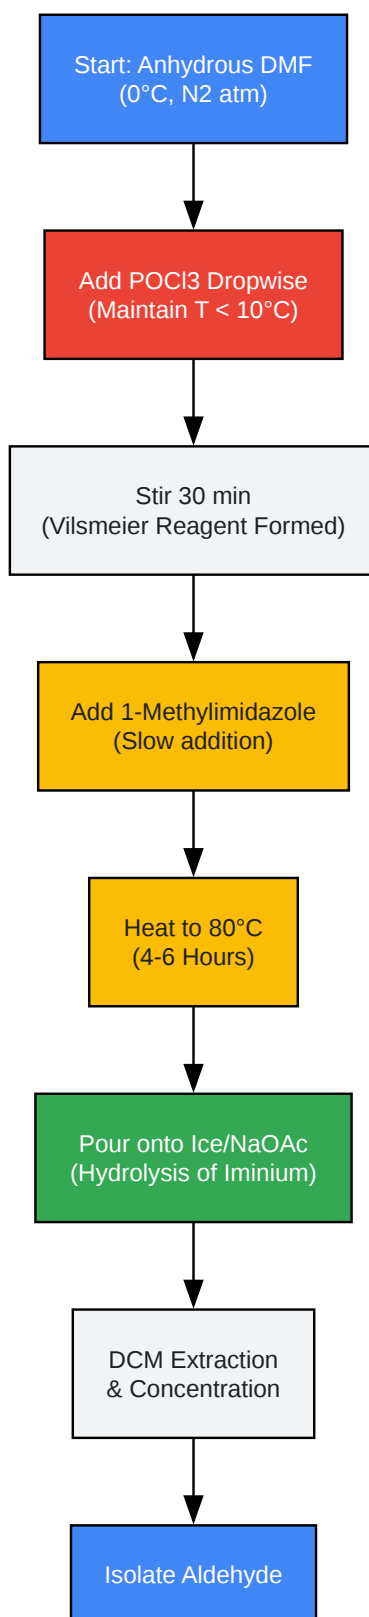 Start: Anhydrous DMF
(0°C, N2 atm)
Add POCl3 Dropwise
(Maintain T < 10°C)
Stir 30 min
(Vilsmeier Reagent Formed)
Add 1-Methylimidazole
(Slow addition)
Heat to 80°C
(4-6 Hours)
Pour onto Ice/NaOAc
(Hydrolysis of Iminium)
DCM Extraction
& Concentration
Isolate Aldehyde